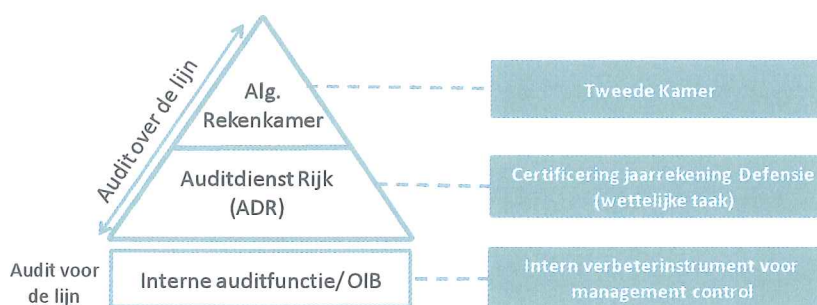 Audit over de lijn
Alg.
Rekenkamer
Tweede Kamer
Auditdienst Rijk
(ADR)
Certificering jaarrekening Defensie
(wettelijke taak)
Audit voor
de lijn
Interne auditfunctie/ OIB
Intern verbeterinstrument voor
management control